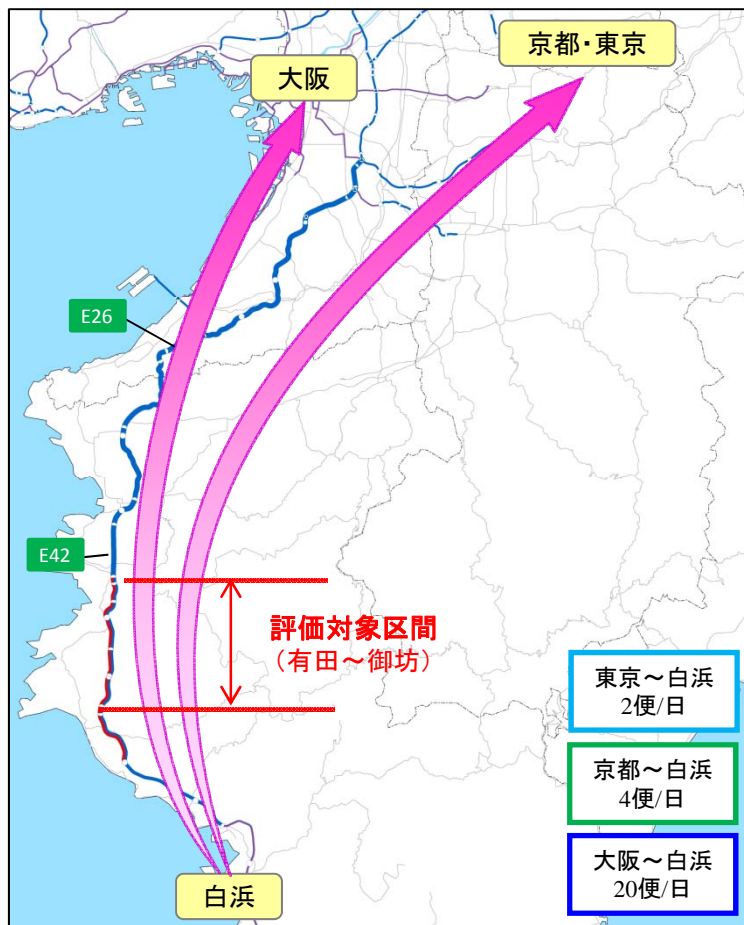 京都・東京
大阪
E26
E42
評価対象区間
（有田～御坊）
東京～白浜
2便/日
京都～白浜
4便/日
大阪～白浜
20便/日
白浜